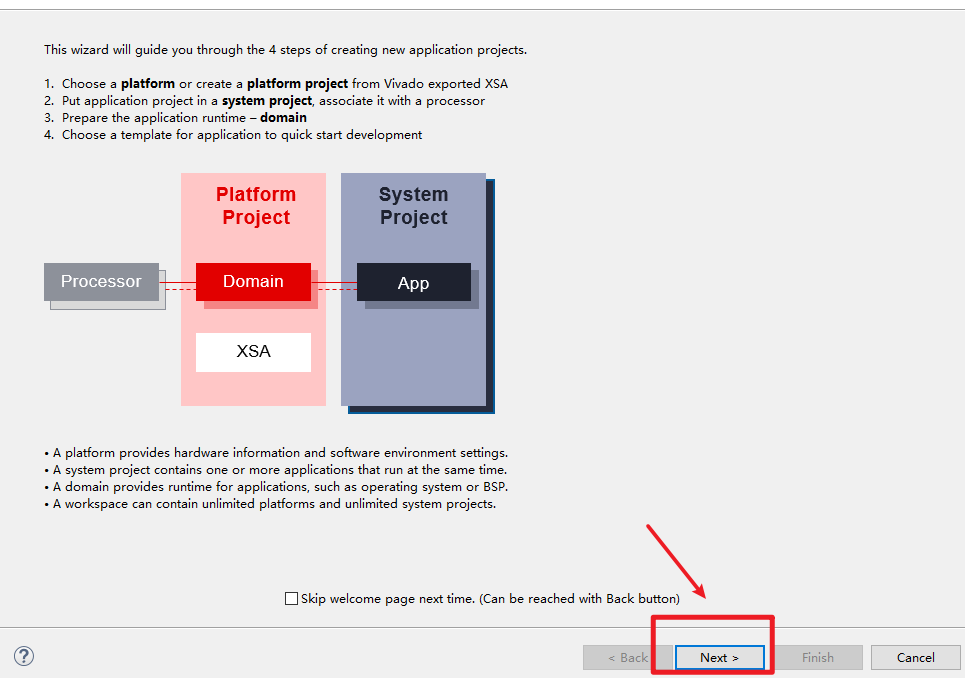 This wizard will guide you through the 4 steps of creating new application projects.
1. Choose a platform or create a platform project from Vivado exported XSA
2. Put application project in a system project, associate it with a processor
3. Prepare the application runtime – domain
4. Choose a template for application to quick start development
Platform
Project
System
Project
Processor
Domain
App
XSA
• A platform provides hardware information and software environment settings.
• A system project contains one or more applications that run at the same time.
• A domain provides runtime for applications, such as operating system or BSP.
• A workspace can contain unlimited platforms and unlimited system projects.
Skip welcome page next time. (Can be reached with Back button)
?
< Back
Next >
Finish
Cancel